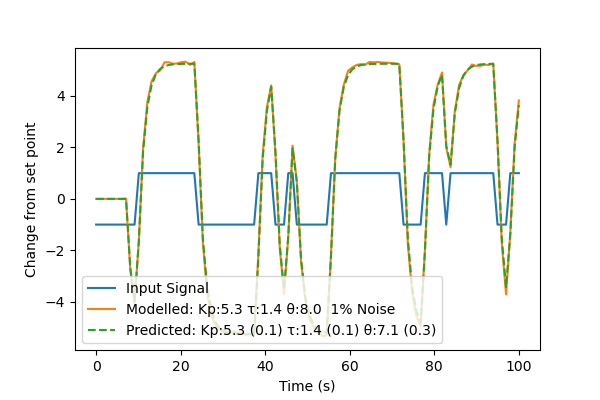 Change from set point
4
2
0
−2
−4
Input Signal
Modelled: Kp:5.3 τ:1.4 θ:8.0  1% Noise
Predicted: Kp:5.3 (0.1) τ:1.4 (0.1) θ:7.1 (0.3)
0 20 40 60 80 100
Time (s)